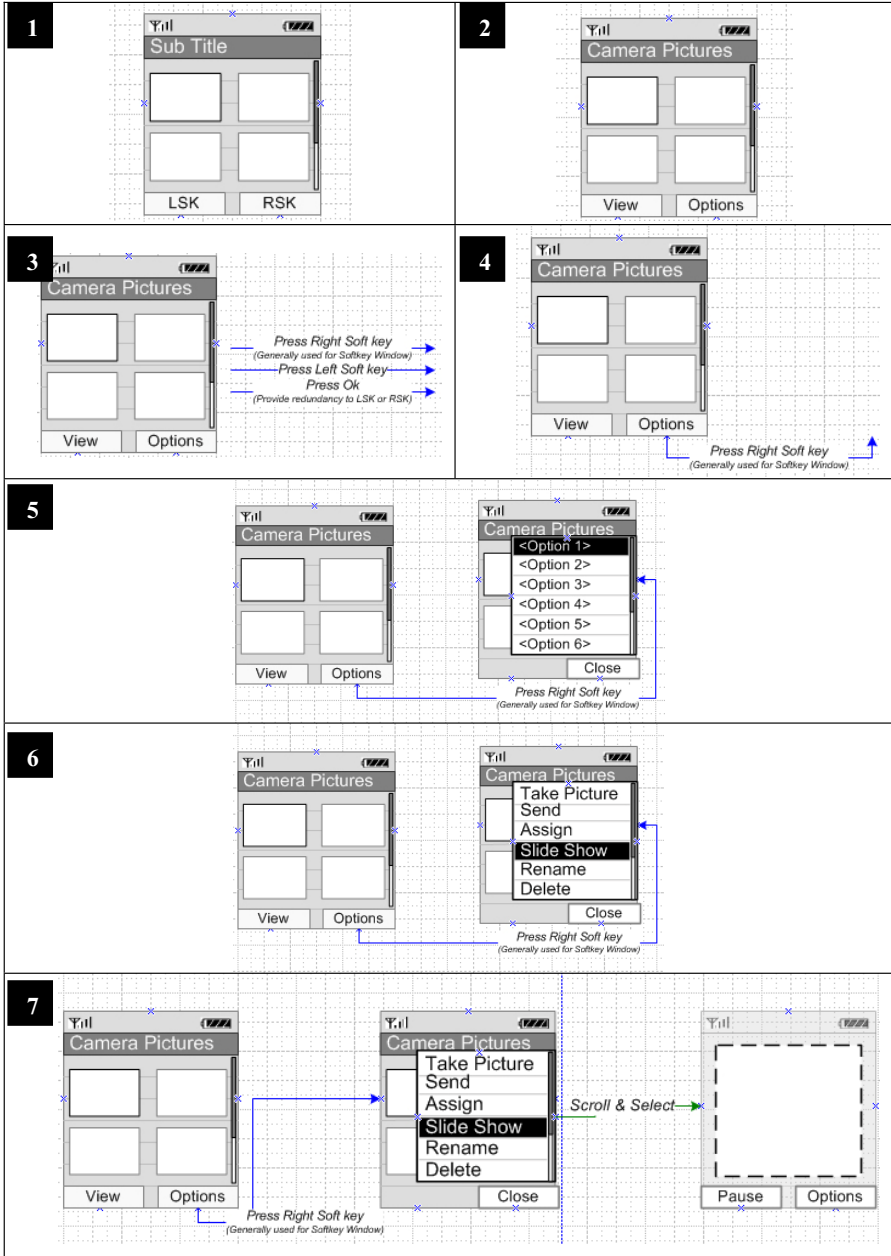 1
Sub Title
LSK RSK
2
Camera Pictures
View Options
3
Camera Pictures
Press Right Soft key
(Generally used for Softkey Window)
Press Left Soft key
Press Ok
(Provide redundancy to LSK or RSK)
View Options
4
Camera Pictures
View Options
Press Right Soft key
(Generally used for Softkey Window)
5
Camera Pictures
View Options
Camera Pictures
<Option 1>
<Option 2>
<Option 3>
<Option 4>
<Option 5>
<Option 6>
Close
Press Right Soft key
(Generally used for Softkey Window)
6
Camera Pictures
View Options
Camera Pictures
Take Picture
Send
Assign
Slide Show
Rename
Delete
Close
Press Right Soft key
(Generally used for Softkey Window)
7
Camera Pictures
View Options
Press Right Soft key
(Generally used for Softkey Window)
Camera Pictures
Take Picture
Send
Assign
Slide Show
Rename
Delete
Close
Scroll & Select
Pause Options